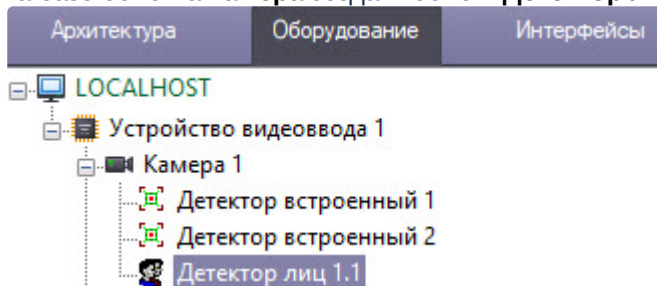 Архитектура Оборудование Интерфейсы
LOCALHOST
Устройство видеоввода 1
Камера 1
Детектор встроенный 1
Детектор встроенный 2
Детектор лиц 1.1